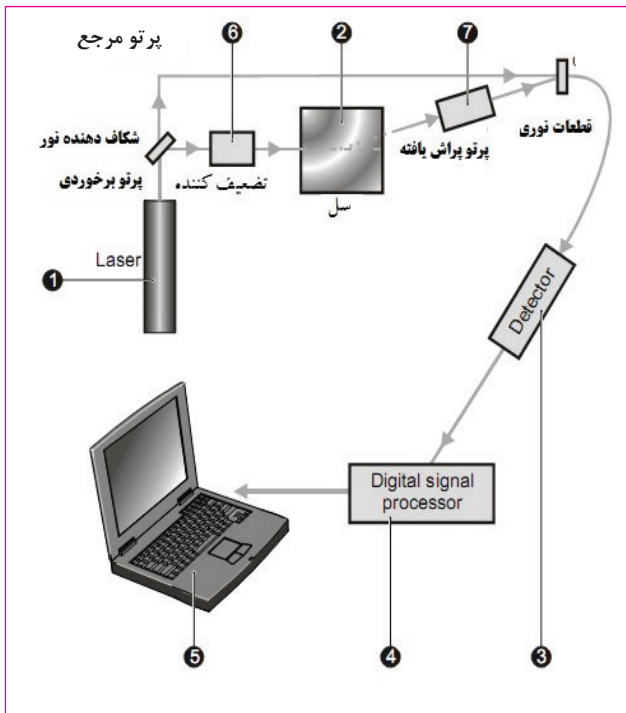 پرتو مرجع
6
2
7
شکاف دهنده نور
پرتو برخوردی
تضعیف کننده
سل
پرتو پراش یافته
قطعات نوری
Laser
1
Detector
3
Digital signal
processor
5
4